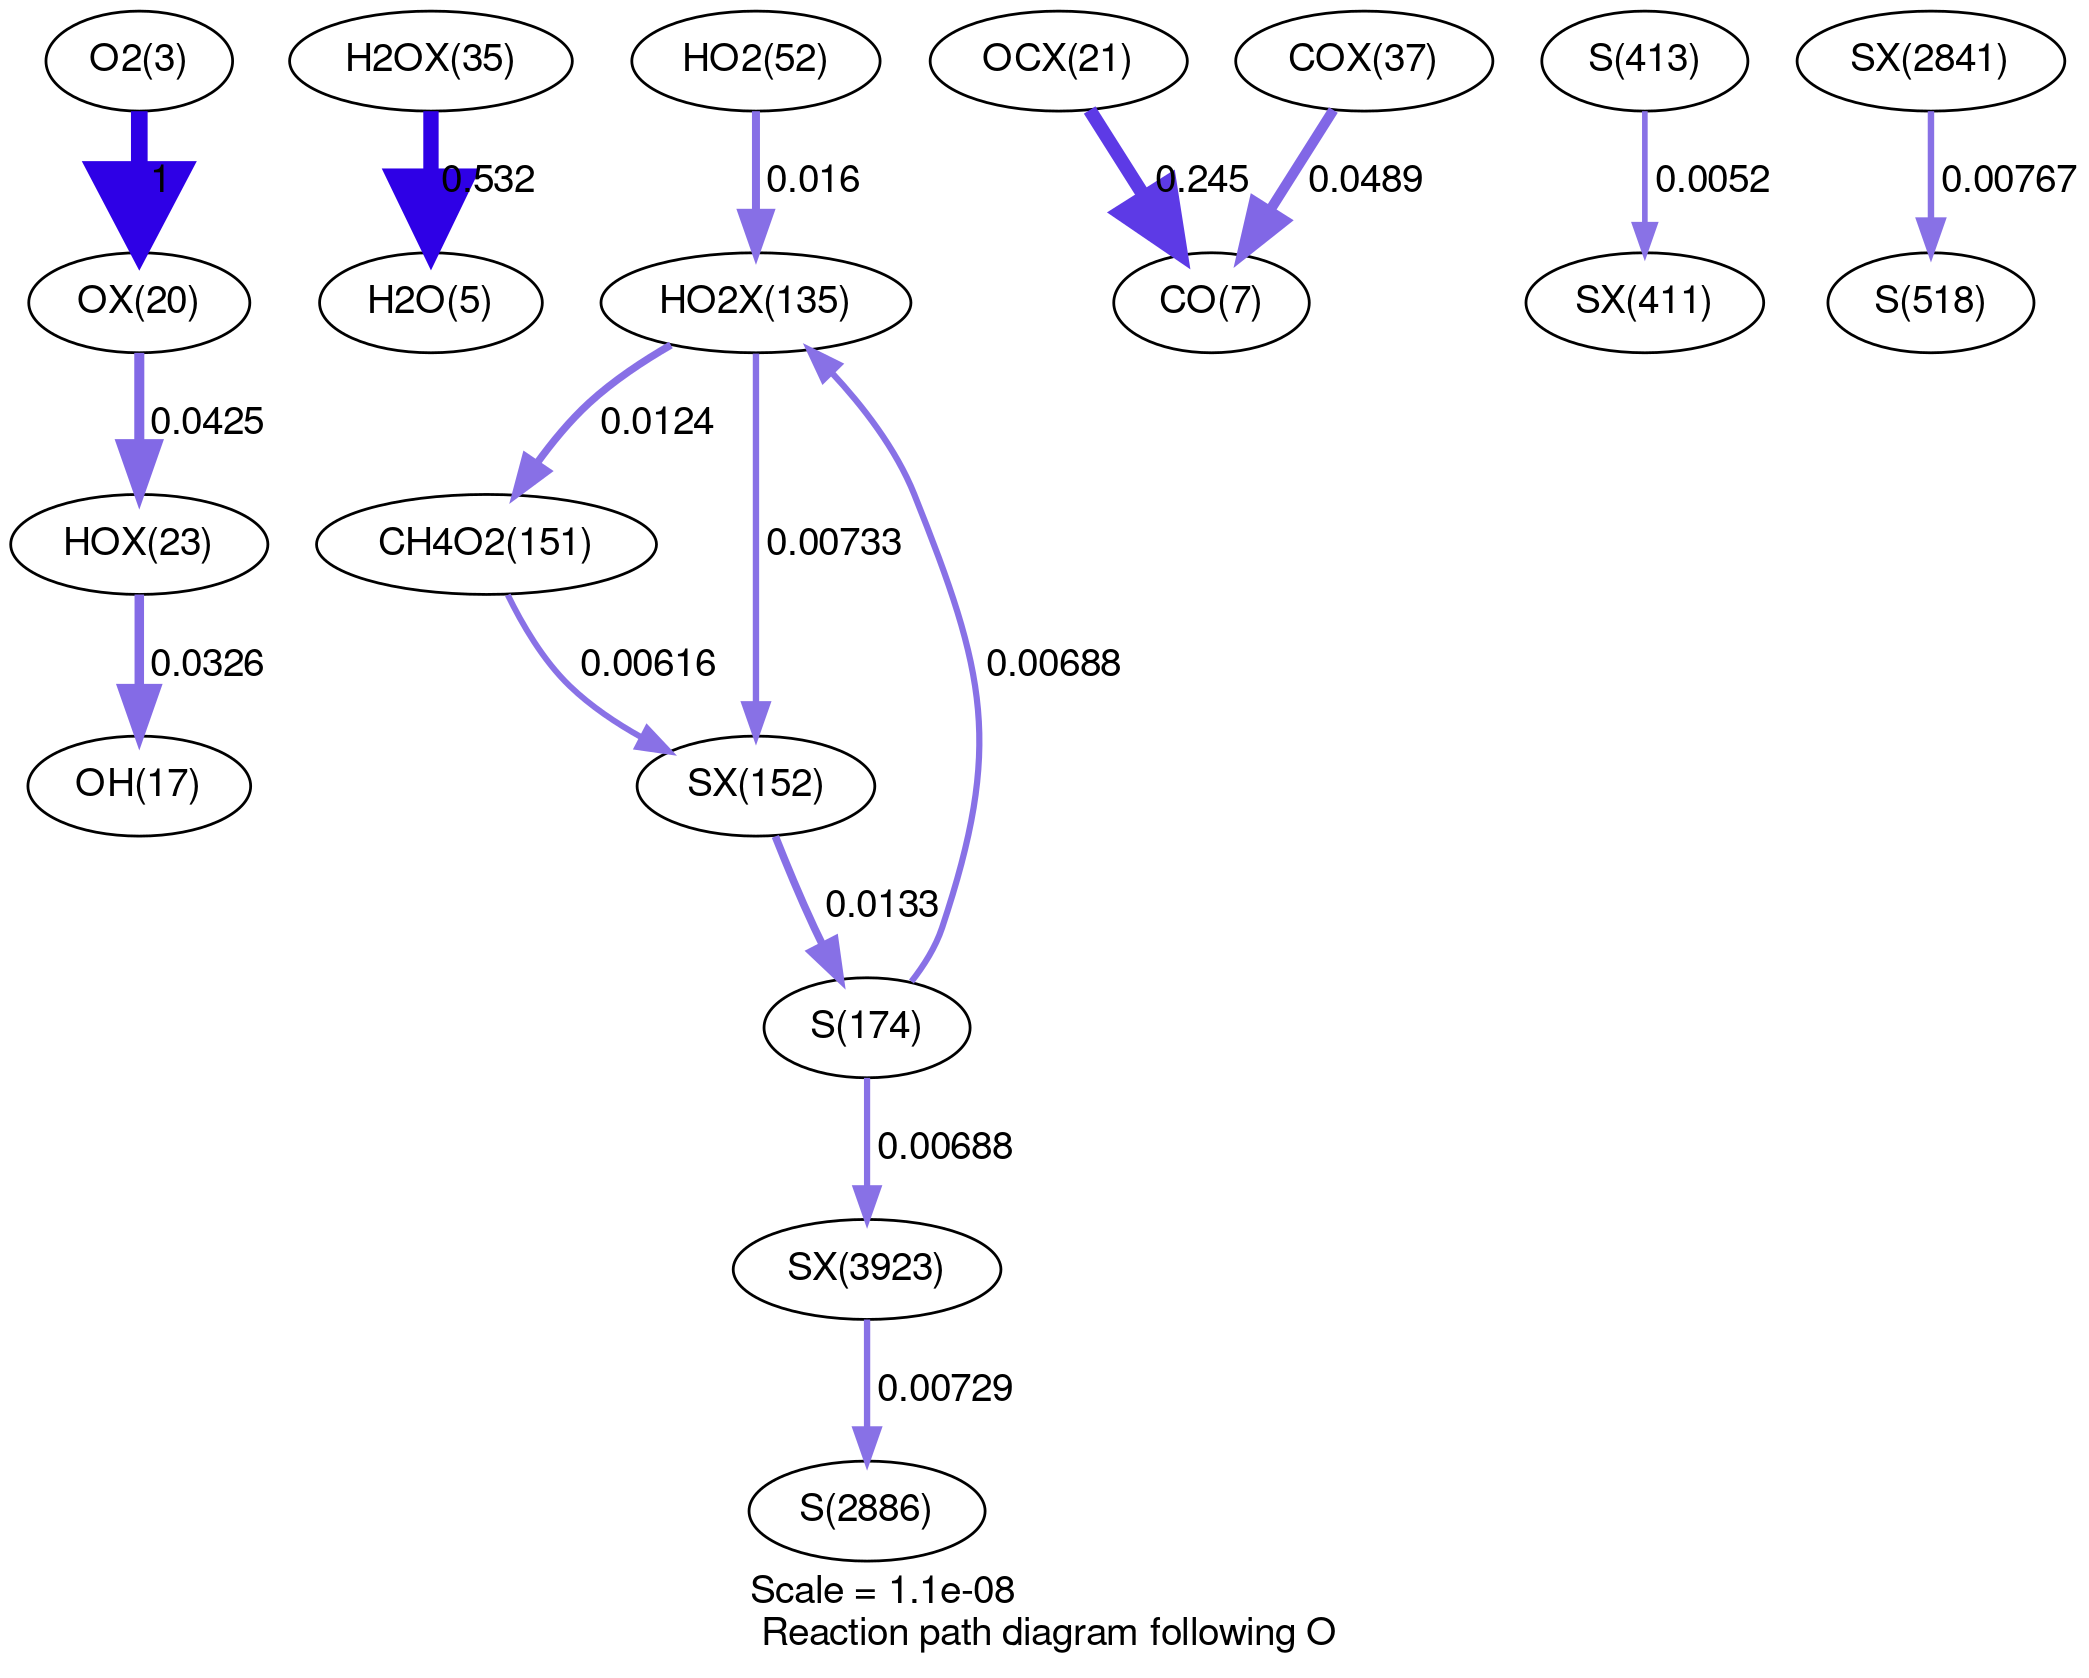 O2(3)
H2OX(35)
HO2(52)
OCX(21)
COX(37)
S(413)
SX(2841)
1
0.532
0.016
0.245
0.0489
0.0052
0.00767
OX(20)
H2O(5)
HO2X(135)
CO(7)
SX(411)
S(518)
0.0425
0.0124
HOX(23)
CH4O2(151)
0.00733
0.0326
0.00616
0.00688
OH(17)
SX(152)
0.0133
S(174)
0.00688
SX(3923)
0.00729
S(2886)
Scale = 1.1e-08
Reaction path diagram following O